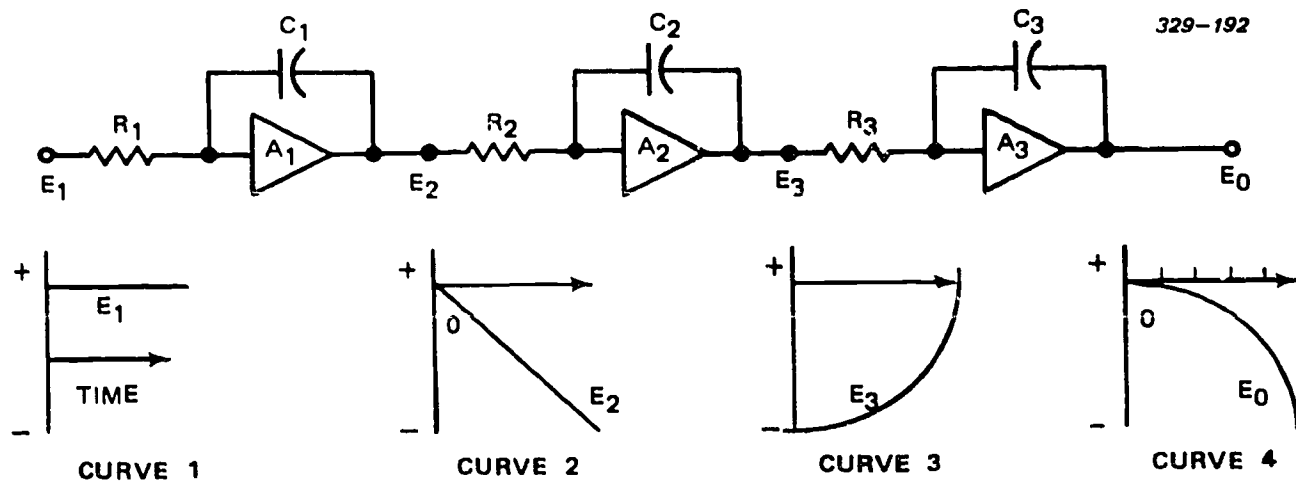 329-192
C1 C2 C3
R1 R2 R3
A1 A2 A3
E1 E2 E3 E0
+ + + +
E1
0 0
TIME
E2 E3 E0
- - - -
CURVE 1 CURVE 2 CURVE 3 CURVE 4